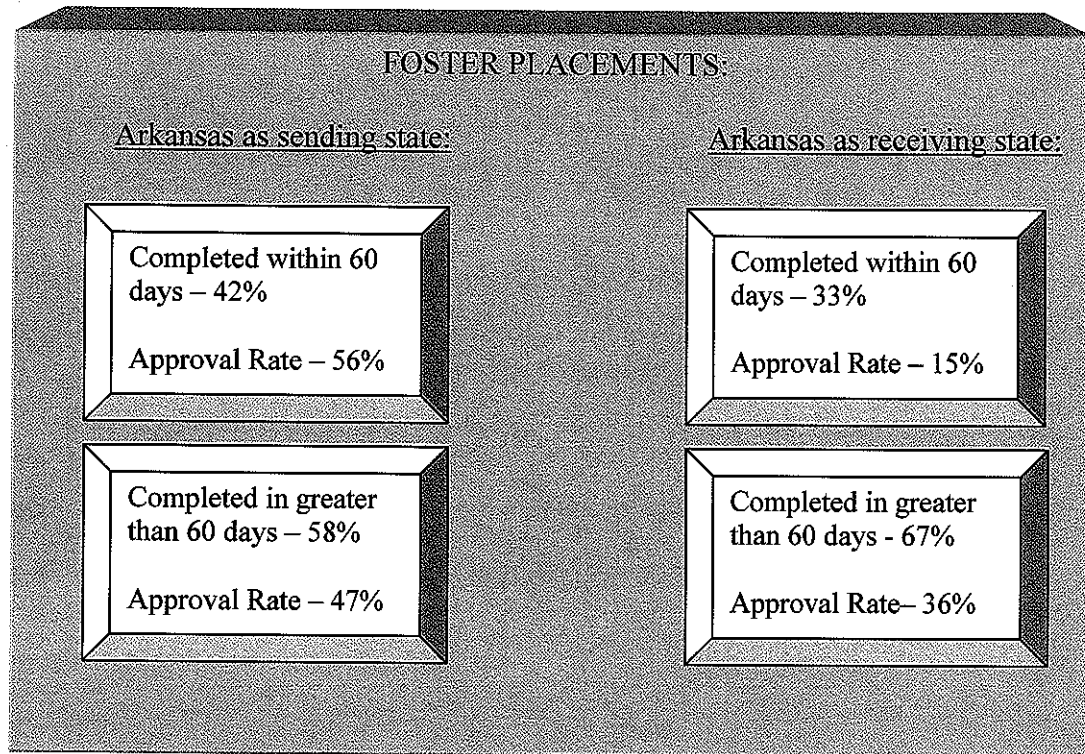 FOSTER PLACEMENTS:
Arkansas as sending state:
Completed within 60
days – 42%
Approval Rate – 56%
Completed in greater
than 60 days – 58%
Approval Rate – 47%
Arkansas as receiving state:
Completed within 60
days – 33%
Approval Rate – 15%
Completed in greater
than 60 days - 67%
Approval Rate– 36%